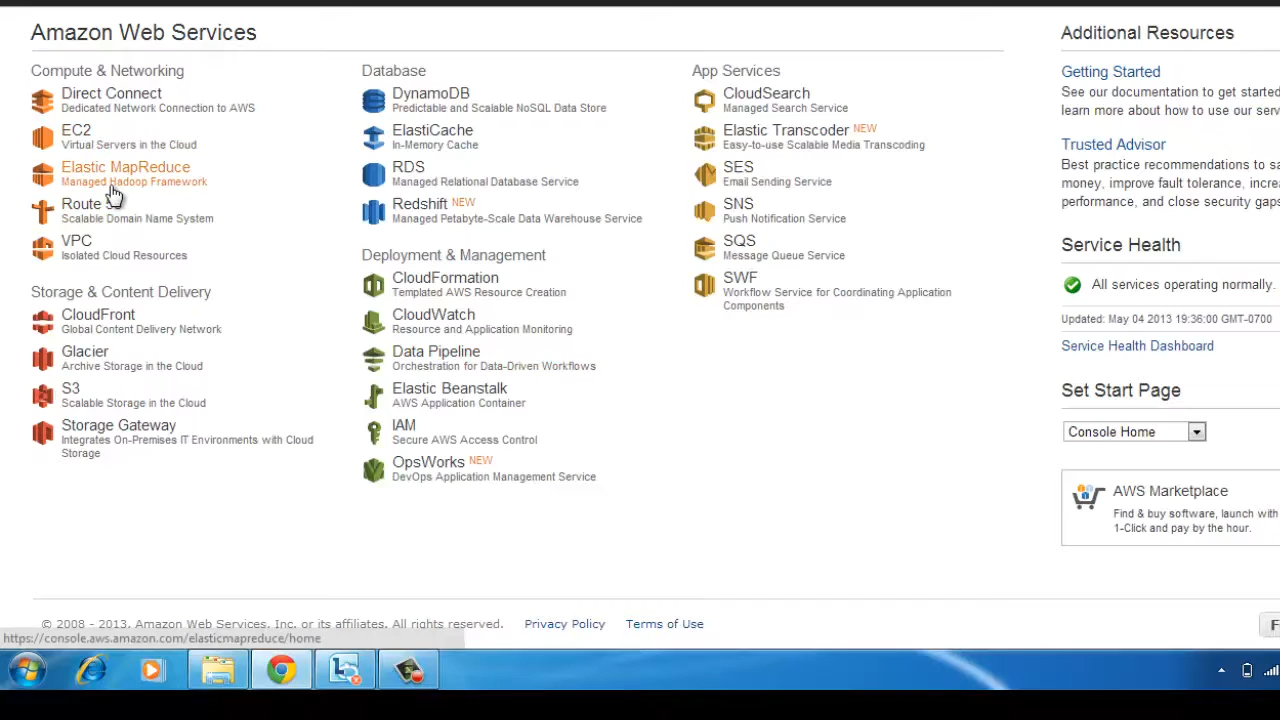 Amazon Web Services
Compute & Networking
Direct Connect
Dedicated Network Connection to AWS
EC2
Virtual Servers in the Cloud
Elastic MapReduce
Managed Hadoop Framework
Route
Scalable Domain Name System
VPC
Isolated Cloud Resources
Storage & Content Delivery
CloudFront
Global Content Delivery Network
Glacier
Archive Storage in the Cloud
S3
Scalable Storage in the Cloud
Storage Gateway
Integrates On-Premises IT Environments with Cloud
Storage
Database
DynamoDB
Predictable and Scalable NoSQL Data Store
ElastiCache
In-Memory Cache
RDS
Managed Relational Database Service
Redshift NEW
Managed Petabyte-Scale Data Warehouse Service
Deployment & Management
CloudFormation
Templated AWS Resource Creation
CloudWatch
Resource and Application Monitoring
Data Pipeline
Orchestration for Data-Driven Workflows
Elastic Beanstalk
AWS Application Container
IAM
Secure AWS Access Control
OpsWorks NEW
DevOps Application Management Service
App Services
CloudSearch
Managed Search Service
Elastic Transcoder NEW
Easy-to-use Scalable Media Transcoding
SES
Email Sending Service
SNS
Push Notification Service
SQS
Message Queue Service
SWF
Workflow Service for Coordinating Application
Components
Additional Resources
Getting Started
See our documentation to get started
learn more about how to use our serv
Trusted Advisor
Best practice recommendations to sa
money, improve fault tolerance, increa
performance, and close security gaps
Service Health
All services operating normally.
Updated: May 04 2013 19:36:00 GMT-0700
Service Health Dashboard
Set Start Page
Console Home
AWS Marketplace
Find & buy software, launch with
1-Click and pay by the hour.
© 2008 - 2013, Amazon Web Services, Inc. or its affiliates. All rights reserved. Privacy Policy Terms of Use
F
https://console.aws.amazon.com/elasticmapreduce/home